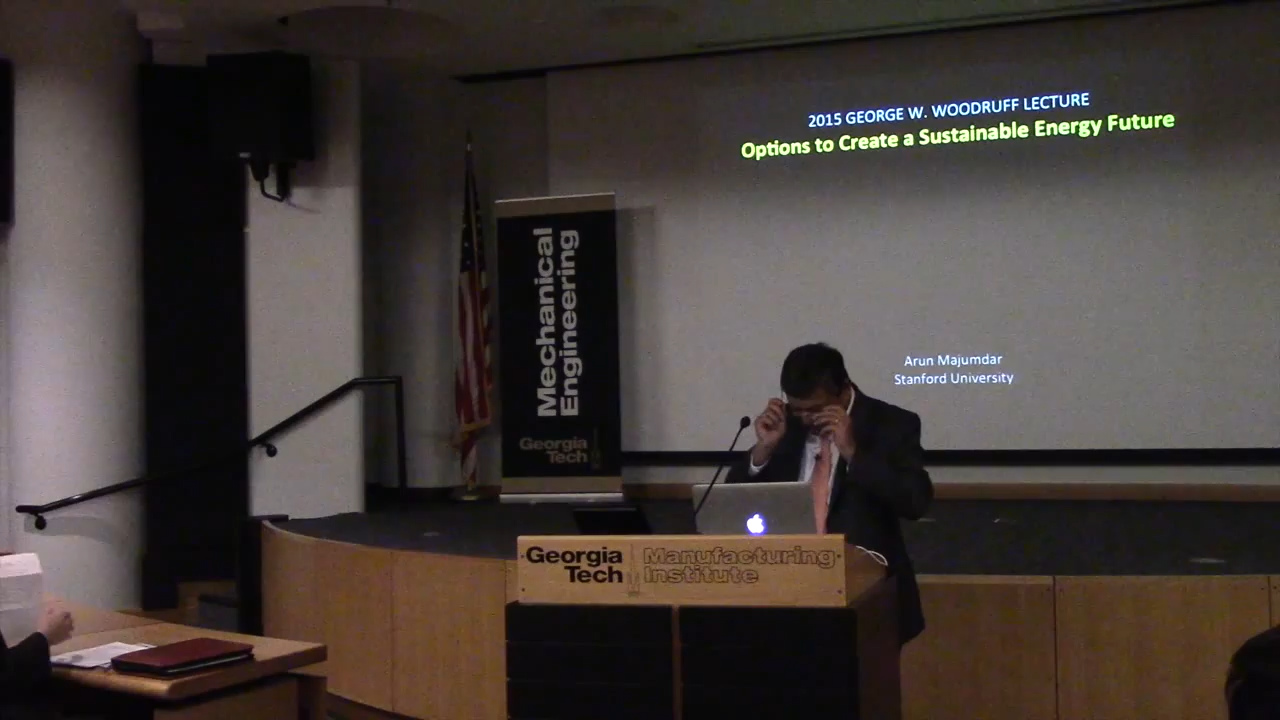 2015 GEORGE W. WOODRUFF LECTURE
Options to Create a Sustainable Energy Future
Arun Majumdar
Stanford University
Mechanical
Engineering
Georgia
Tech
Georgia
Tech
Manufacturing
Institute